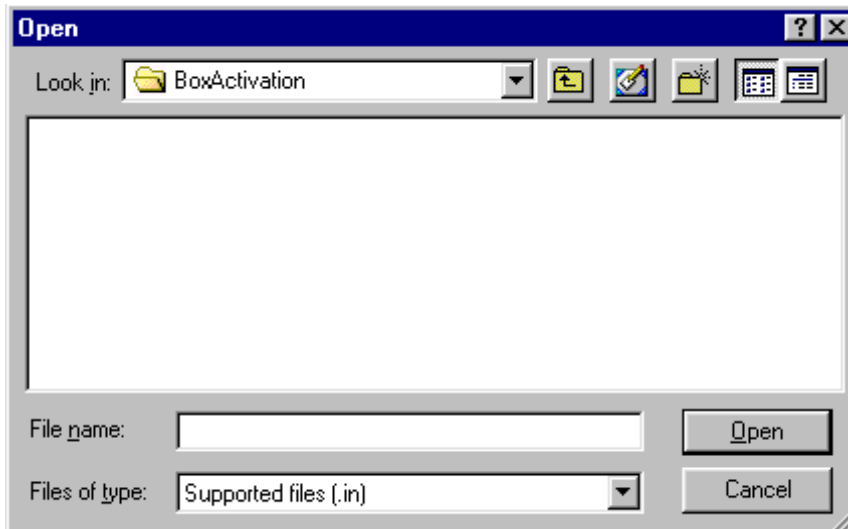 Open
Look in: BoxActivation
File name: Open
Files of type: Supported files (.in) Cancel